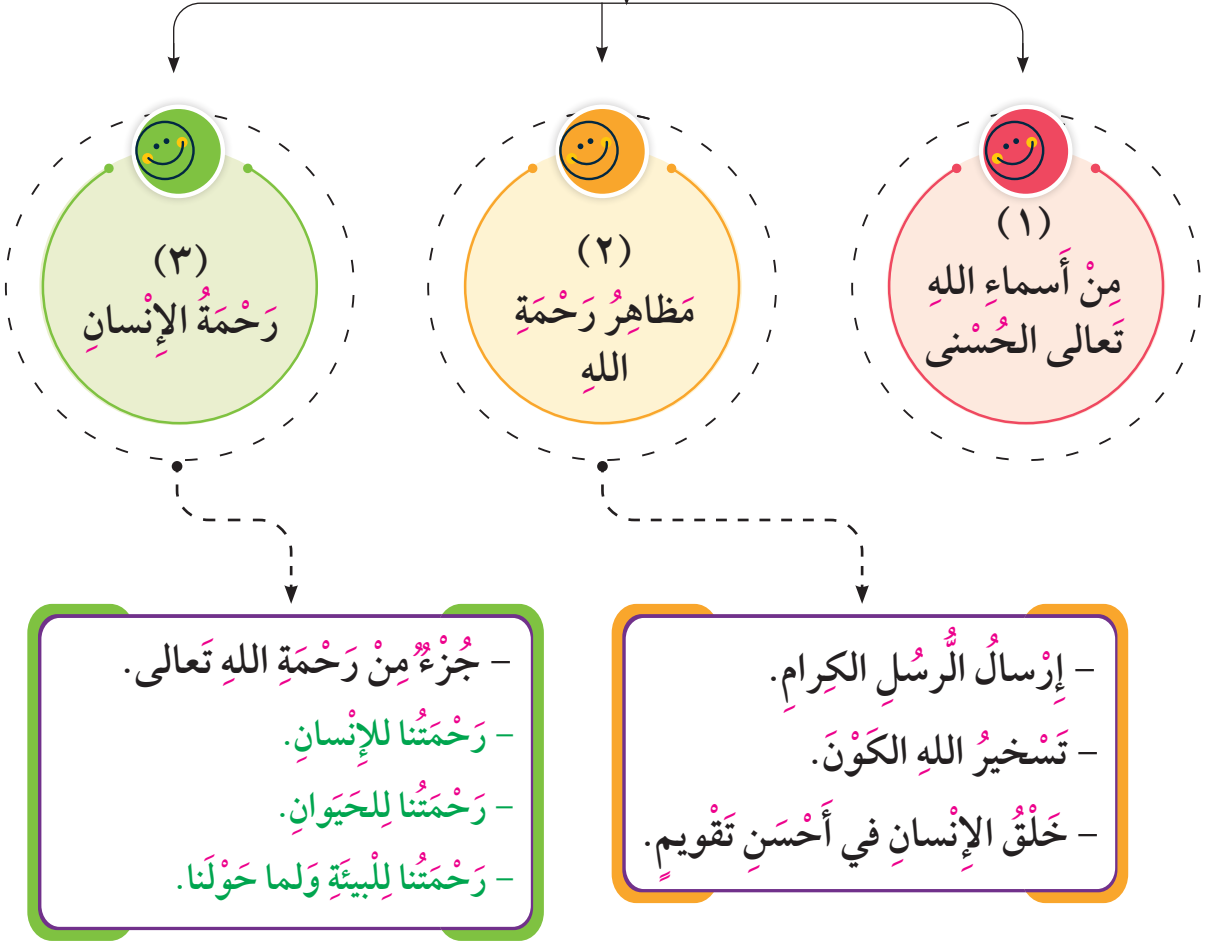 (١)
مِنْ أَسماءِ اللهِ
تَعالى الحُسْنى
(٢)
مَظاهِرُ رَحْمَةِ
اللهِ
(٣)
رَحْمَةُ الإِنْسانِ
– إِرْسالُ الرُّسُلِ الكِرامِ.
– تَسْخيرُ اللهِ الكَوْنَ.
– خَلْقُ الإِنْسانِ في أَحْسَنِ تَقْويمٍ.
– جُزْءٌ مِنْ رَحْمَةِ اللهِ تَعالى.
– رَحْمَتُنا للإِنْسانِ.
– رَحْمَتُنا لِلحَيَوانِ.
– رَحْمَتُنا لِلْبيئَةِ وَلما حَوْلَنا.